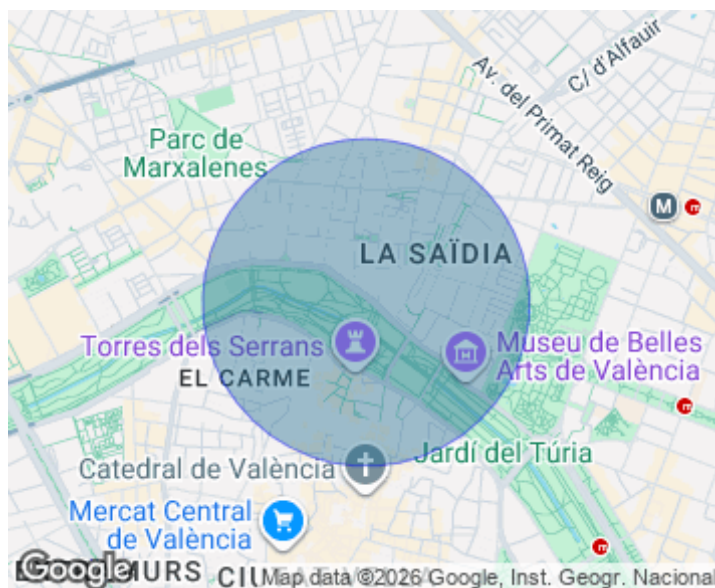 C/ d'Alfauir
Av. del Primat Reig
Parc de
Marxalenes
M
LA SAÏDIA
Torres dels Serrans
Museu de Belles
Arts de València
EL CARME
Catedral de València
Jardí del Túria
Mercat Central
de València
Google
MURS
CIU
Map data ©2026 Google, Inst. Geogr. Nacional